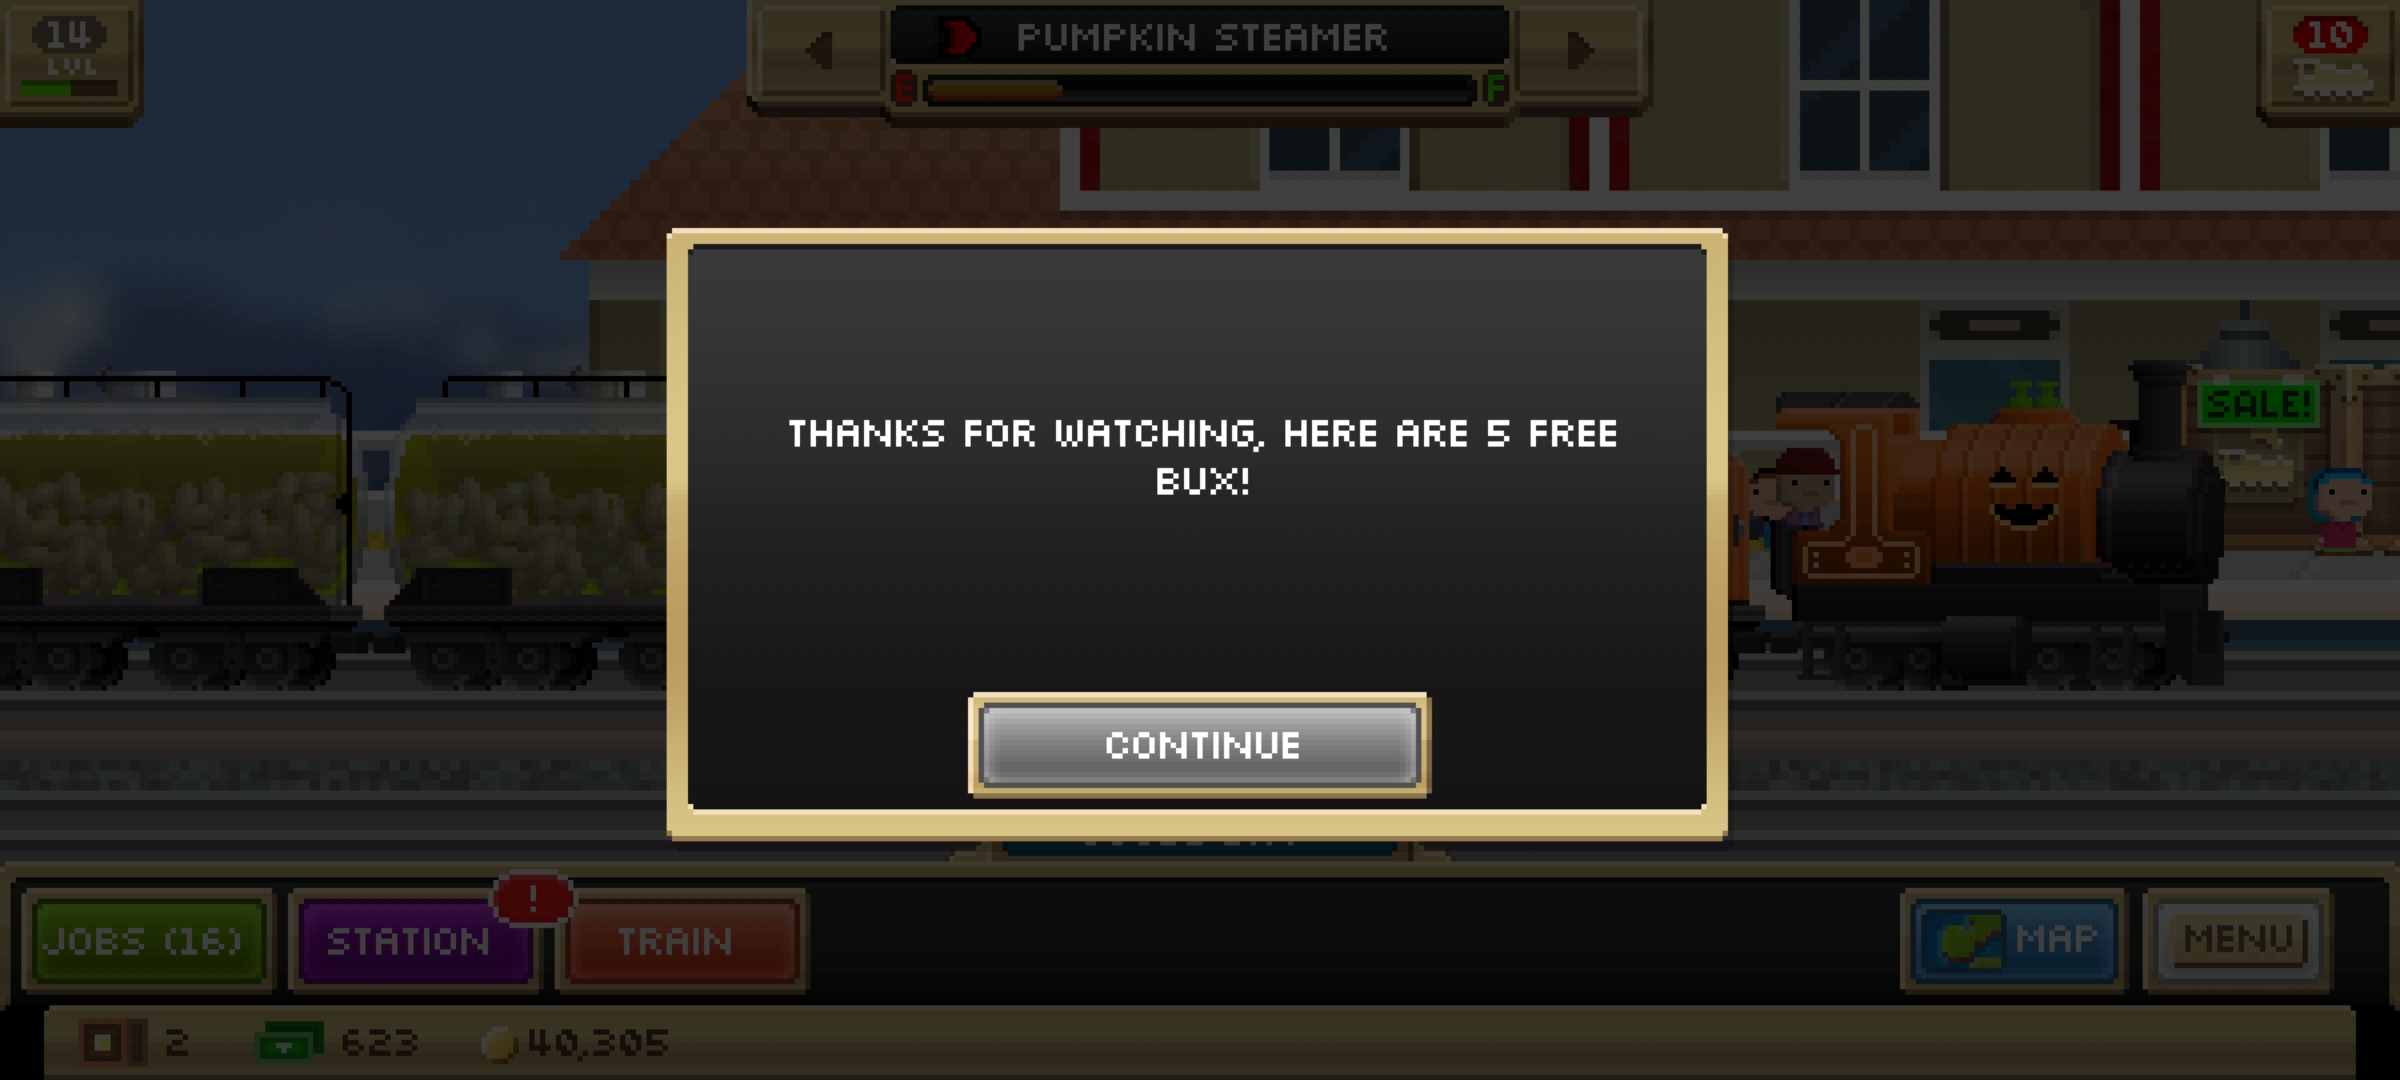 14
LVL
PUMPKIN STEAMER
E
F
10
SALE!
THANKS FOR WATCHING, HERE ARE 5 FREE
BUX!
CONTINUE
JOBS (16)
STATION
!
TRAIN
MAP
MENU
2
623
40,305